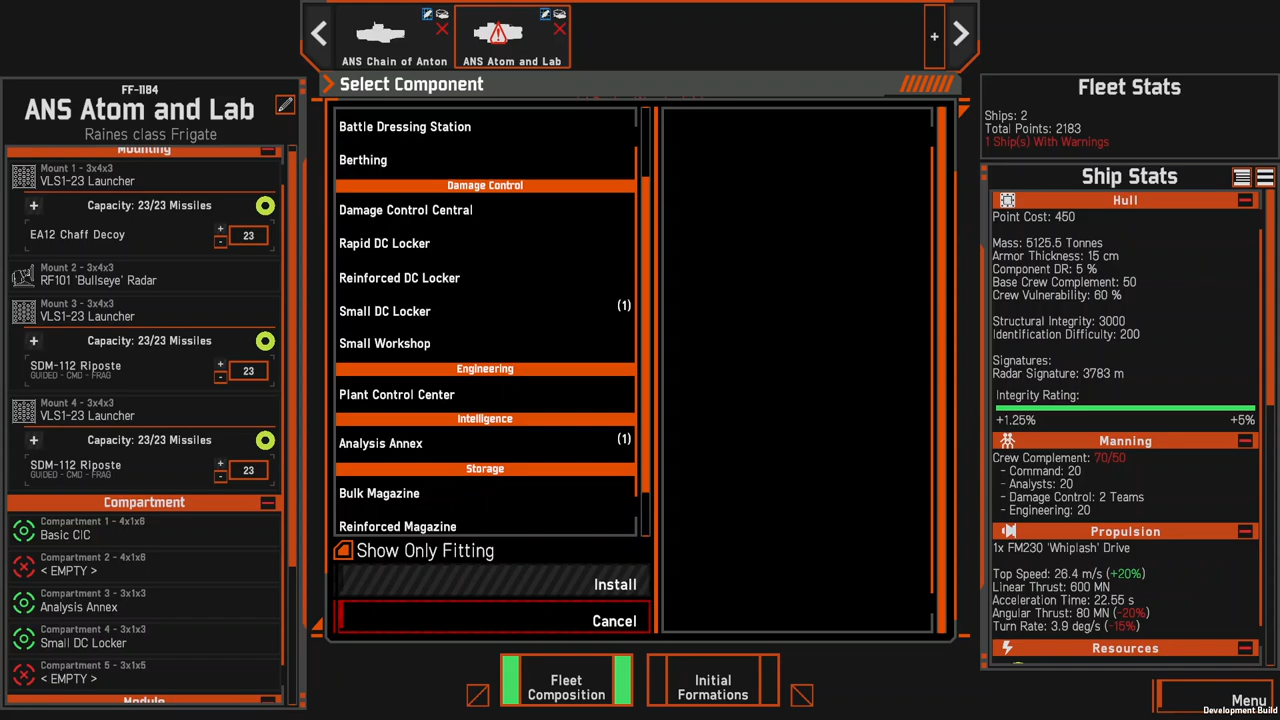 ANS Chain of Anton
ANS Atom and Lab
+
Select Component
FF-1184
ANS Atom and Lab
Raines class Frigate
Mounting
Mount 1 - 3x4x3
VLS1-23 Launcher
+ Capacity: 23/23 Missiles
EA12 Chaff Decoy + - 23
Mount 2 - 3x4x3
RF101 'Bullseye' Radar
Mount 3 - 3x4x3
VLS1-23 Launcher
+ Capacity: 23/23 Missiles
SDM-112 Riposte + - 23
GUIDED - CMD - FRAG
Mount 4 - 3x4x3
VLS1-23 Launcher
+ Capacity: 23/23 Missiles
SDM-112 Riposte + - 23
GUIDED - CMD - FRAG
Compartment
Compartment 1 - 4x1x6
Basic CIC
Compartment 2 - 4x1x6
< EMPTY >
Compartment 3 - 3x1x3
Analysis Annex
Compartment 4 - 3x1x3
Small DC Locker
Compartment 5 - 3x1x5
< EMPTY >
Module
Battle Dressing Station
Berthing
Damage Control
Damage Control Central
Rapid DC Locker
Reinforced DC Locker
Small DC Locker (1)
Small Workshop
Engineering
Plant Control Center
Intelligence
Analysis Annex (1)
Storage
Bulk Magazine
Reinforced Magazine
Show Only Fitting
Install
Cancel
Fleet Composition
Initial Formations
Fleet Stats
Ships: 2
Total Points: 2183
1 Ship(s) With Warnings
Ship Stats
Hull
Point Cost: 450
Mass: 5125.5 Tonnes
Armor Thickness: 15 cm
Component DR: 5 %
Base Crew Complement: 50
Crew Vulnerability: 60 %
Structural Integrity: 3000
Identification Difficulty: 200
Signatures:
Radar Signature: 3783 m
Integrity Rating:
+1.25% +5%
Manning
Crew Complement: 70/50
- Command: 20
- Analysts: 20
- Damage Control: 2 Teams
- Engineering: 20
Propulsion
1x FM230 'Whiplash' Drive
Top Speed: 26.4 m/s (+20%)
Linear Thrust: 600 MN
Acceleration Time: 22.55 s
Angular Thrust: 80 MN (-20%)
Turn Rate: 3.9 deg/s (-15%)
Resources
Menu
Development Build